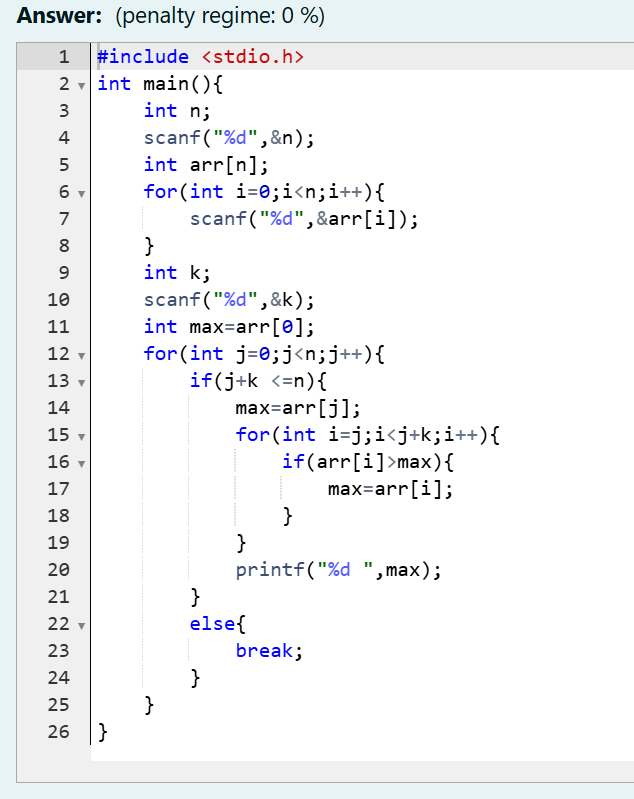 Answer: (penalty regime: 0 %)
1 #include <stdio.h>
2 int main(){
3     int n;
4     scanf("%d",&n);
5     int arr[n];
6     for(int i=0;i<n;i++){
7         scanf("%d",&arr[i]);
8     }
9     int k;
10     scanf("%d",&k);
11     int max=arr[0];
12     for(int j=0;j<n;j++){
13         if(j+k <=n){
14             max=arr[j];
15             for(int i=j;i<j+k;i++){
16                 if(arr[i]>max){
17                     max=arr[i];
18                 }
19             }
20             printf("%d ",max);
21         }
22         else{
23             break;
24         }
25     }
26 }